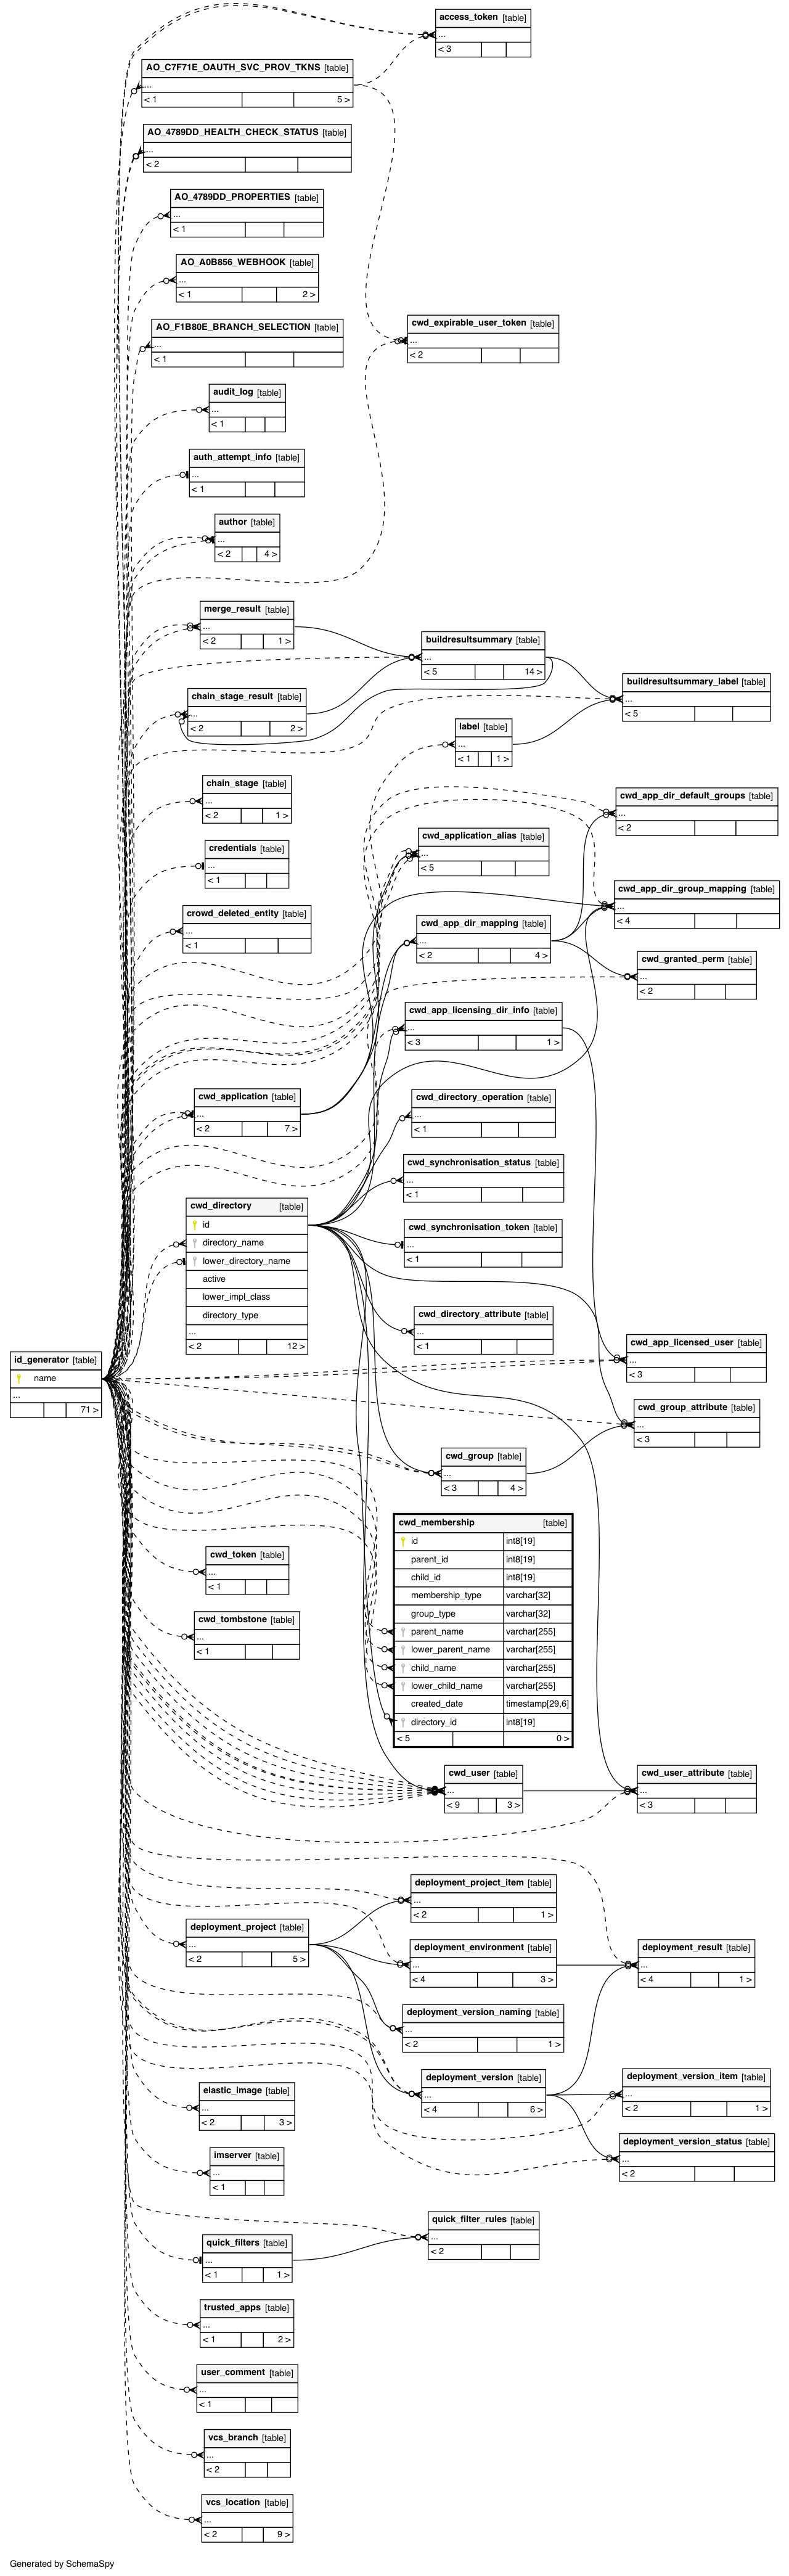 access_token [table]
...
< 3
AO_C7F71E_OAUTH_SVC_PROV_TKNS [table]
...
< 1 5 >
AO_4789DD_HEALTH_CHECK_STATUS [table]
...
< 2
AO_4789DD_PROPERTIES [table]
...
< 1
AO_A0B856_WEBHOOK [table]
...
< 1 2 >
cwd_expirable_user_token [table]
...
< 2
AO_F1B80E_BRANCH_SELECTION [table]
...
< 1
audit_log [table]
...
< 1
auth_attempt_info [table]
...
< 1
author [table]
...
< 2 4 >
merge_result [table]
...
< 2 1 >
buildresultsummary [table]
...
< 5 14 >
buildresultsummary_label [table]
...
< 5
chain_stage_result [table]
...
< 2 2 >
label [table]
...
< 1 1 >
chain_stage [table]
...
< 2 1 >
cwd_app_dir_default_groups [table]
...
< 2
cwd_application_alias [table]
...
< 5
credentials [table]
...
< 1
cwd_app_dir_group_mapping [table]
...
< 4
crowd_deleted_entity [table]
...
< 1
cwd_app_dir_mapping [table]
...
< 2 4 >
cwd_granted_perm [table]
...
< 2
cwd_app_licensing_dir_info [table]
...
< 3 1 >
cwd_application [table]
...
< 2 7 >
cwd_directory_operation [table]
...
< 1
cwd_synchronisation_status [table]
...
< 1
cwd_directory [table]
id
directory_name
lower_directory_name
active
lower_impl_class
directory_type
...
< 2 12 >
cwd_synchronisation_token [table]
...
< 1
cwd_directory_attribute [table]
...
< 1
cwd_app_licensed_user [table]
...
< 3
id_generator [table]
name
...
71 >
cwd_group_attribute [table]
...
< 3
cwd_group [table]
...
< 3 4 >
cwd_membership [table]
id int8[19]
parent_id int8[19]
child_id int8[19]
membership_type varchar[32]
group_type varchar[32]
parent_name varchar[255]
lower_parent_name varchar[255]
child_name varchar[255]
lower_child_name varchar[255]
created_date timestamp[29,6]
directory_id int8[19]
< 5 0 >
cwd_token [table]
...
< 1
cwd_tombstone [table]
...
< 1
cwd_user [table]
...
< 9 3 >
cwd_user_attribute [table]
...
< 3
deployment_project_item [table]
...
< 2 1 >
deployment_project [table]
...
< 2 5 >
deployment_environment [table]
...
< 4 3 >
deployment_result [table]
...
< 4 1 >
deployment_version_naming [table]
...
< 2 1 >
deployment_version [table]
...
< 4 6 >
deployment_version_item [table]
...
< 2 1 >
elastic_image [table]
...
< 2 3 >
deployment_version_status [table]
...
< 2
imserver [table]
...
< 1
quick_filter_rules [table]
...
< 2
quick_filters [table]
...
< 1 1 >
trusted_apps [table]
...
< 1 2 >
user_comment [table]
...
< 1
vcs_branch [table]
...
< 2
vcs_location [table]
...
< 2 9 >
Generated by SchemaSpy